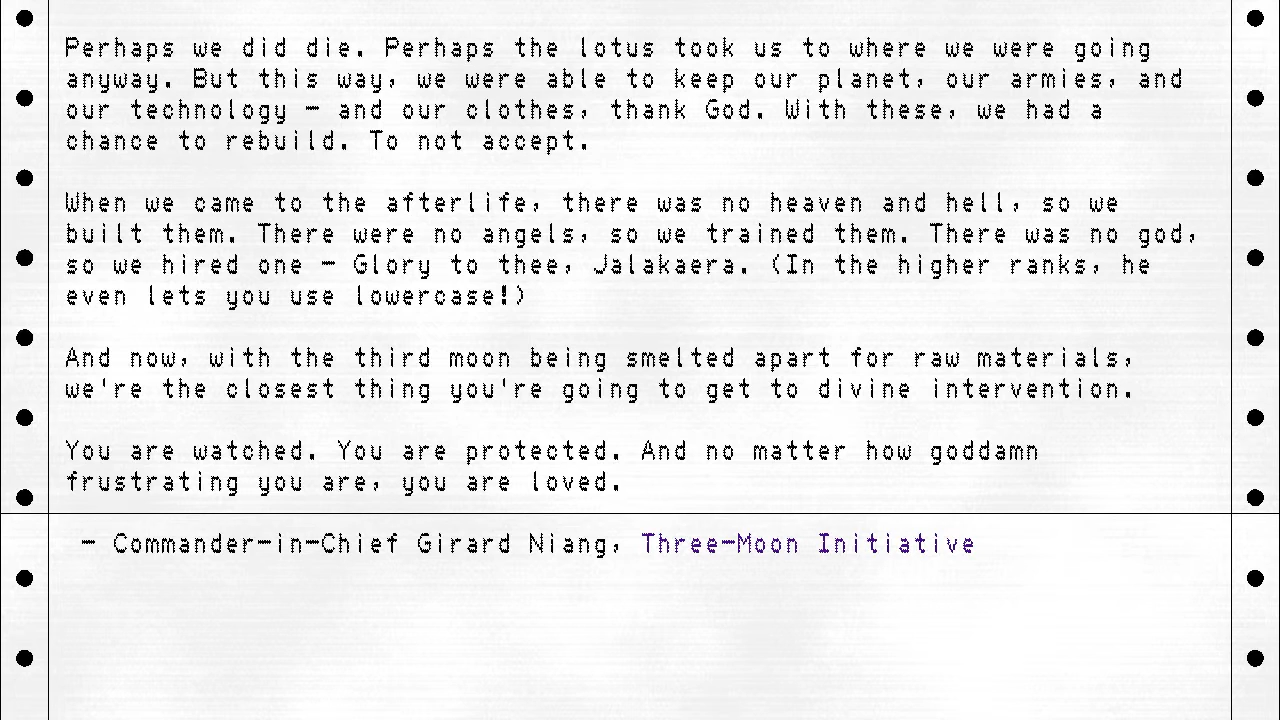 Perhaps we did die. Perhaps the lotus took us to where we were going
anyway. But this way, we were able to keep our planet, our armies, and
our technology - and our clothes, thank God. With these, we had a
chance to rebuild. To not accept.
When we came to the afterlife, there was no heaven and hell, so we
built them. There were no angels, so we trained them. There was no god,
so we hired one - Glory to thee, Jalakaera. (In the higher ranks, he
even lets you use lowercase!)
And now, with the third moon being smelted apart for raw materials,
we're the closest thing you're going to get to divine intervention.
You are watched. You are protected. And no matter how goddamn
frustrating you are, you are loved.
- Commander-in-Chief Girard Niang, Three-Moon Initiative